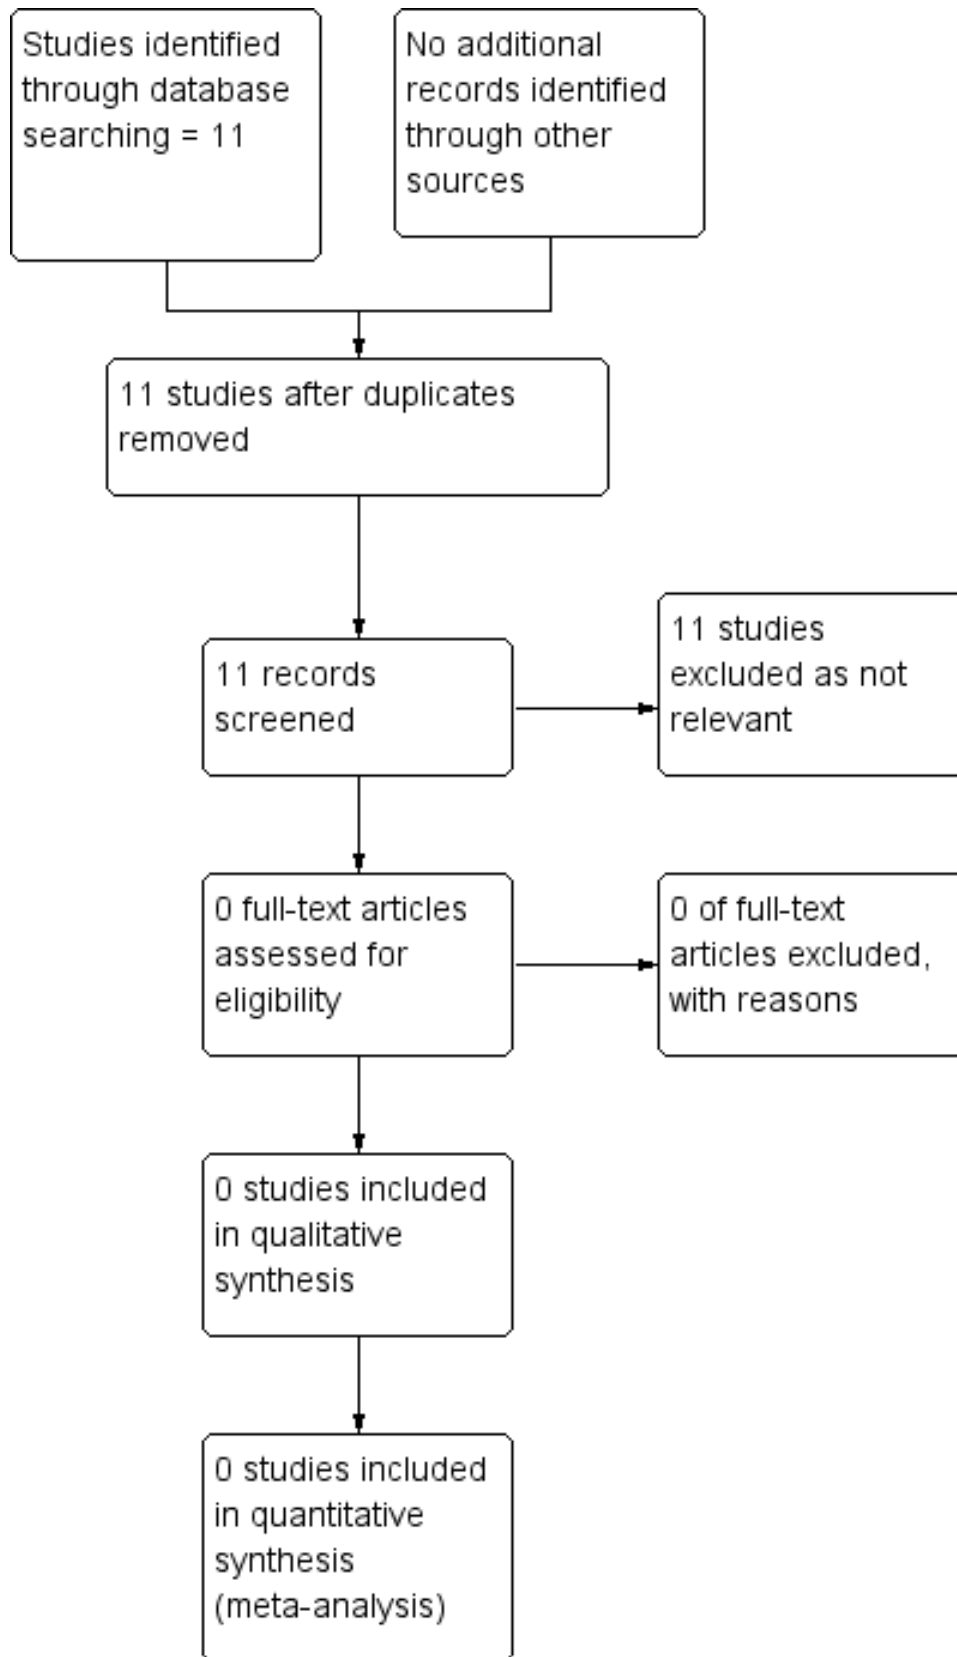 Studies identified
through database
searching = 11
No additional
records identified
through other
sources
11 studies after duplicates
removed
11 records
screened
11 studies
excluded as not
relevant
0 full-text articles
assessed for
eligibility
0 of full-text
articles excluded,
with reasons
0 studies included
in qualitative
synthesis
0 studies included
in quantitative
synthesis
(meta-analysis)